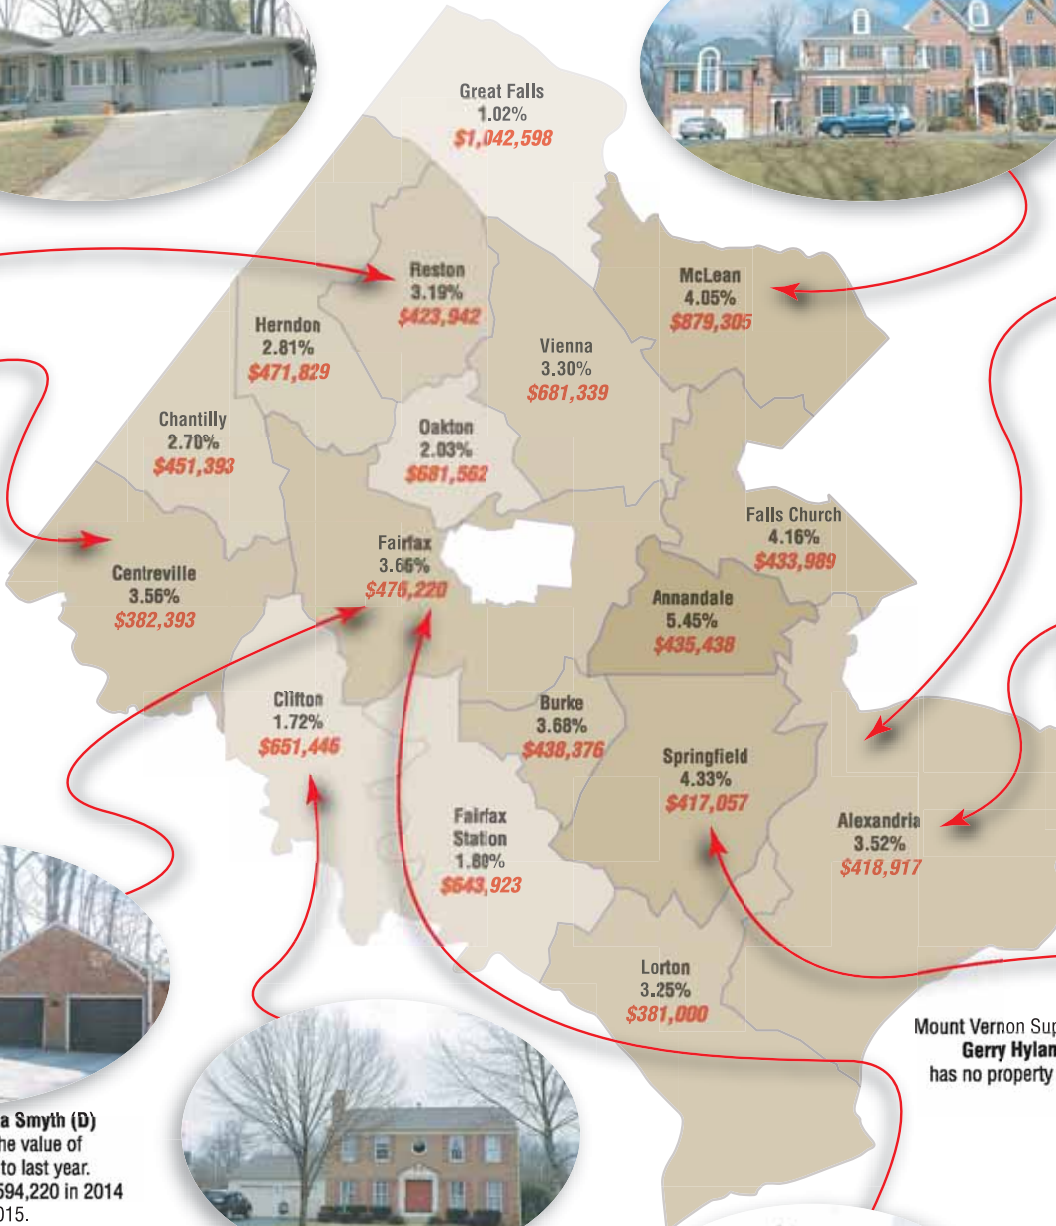 Great Falls
1.02%
$1,042,598
Reston
3.19%
$423,942
McLean
4.05%
$879,305
Herndon
2.81%
$471,829
Vienna
3.30%
$681,339
Chantilly
2.70%
$451,393
Oakton
2.03%
$681,562
Falls Church
4.16%
$433,989
Fairfax
3.66%
$476,220
Centreville
3.56%
$382,393
Annandale
5.45%
$435,438
Clifton
1.72%
$651,446
Burke
3.68%
$438,376
Springfield
4.33%
$417,057
Fairfax
Station
1.80%
$643,923
Alexandria
3.52%
$418,917
Lorton
3.25%
$381,000
Mount Vernon Sup
Gerry Hylan
has no property
a Smyth (D)
he value of
to last year.
594,220 in 2014
015.